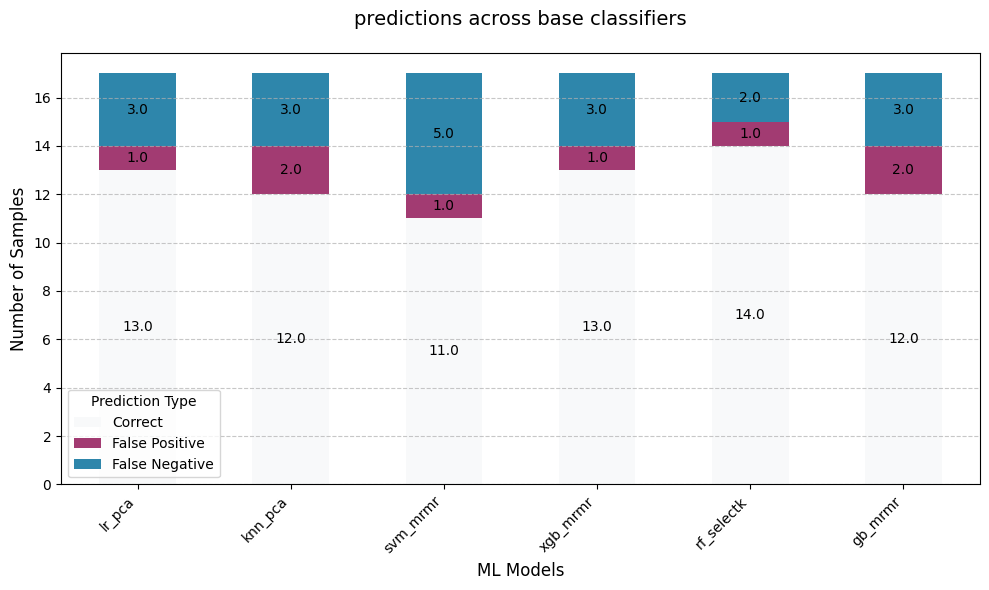 predictions across base classifiers
Number of Samples
16
14
12
10
8
6
4
2
0
3.0
3.0
5.0
3.0
2.0
3.0
1.0
2.0
1.0
1.0
1.0
2.0
13.0
12.0
11.0
13.0
14.0
12.0
Prediction Type
Correct
False Positive
False Negative
lr_pca
knn_pca
svm_mrmr
xgb_mrmr
rf_selectk
gb_mrmr
ML Models